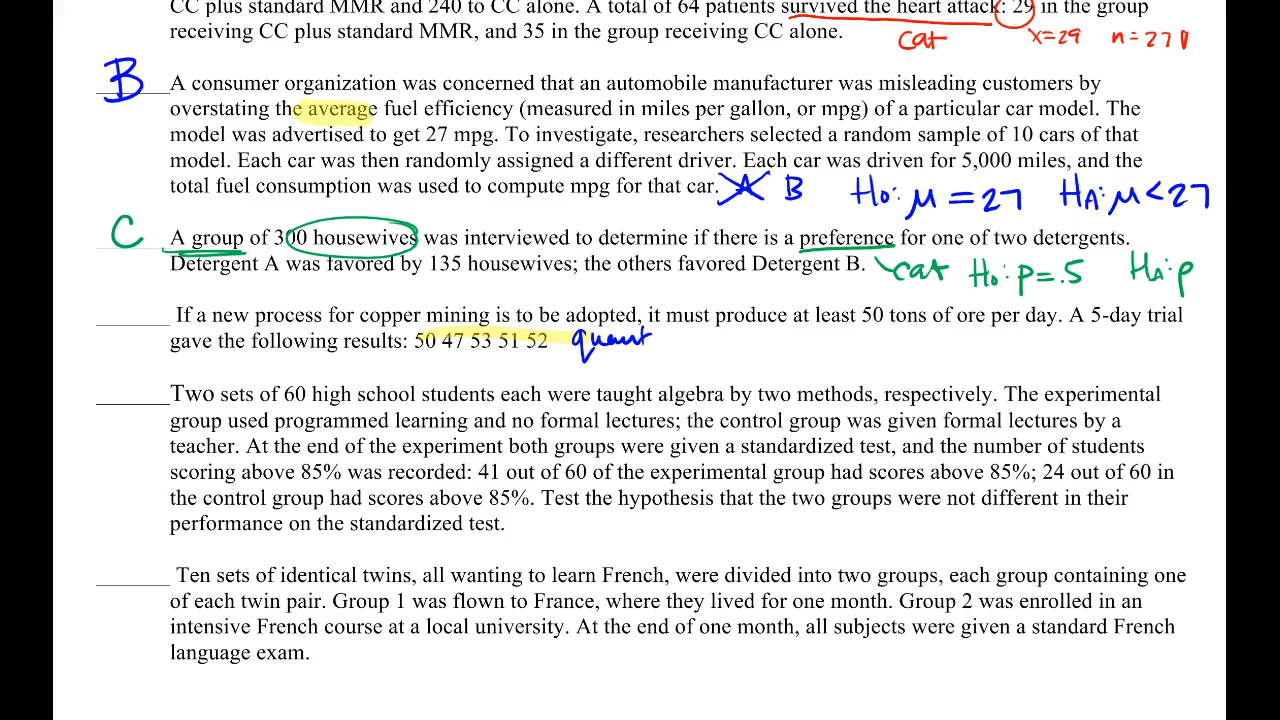 CC plus standard MMR and 240 to CC alone. A total of 64 patients survived the heart attack: 29 in the group
receiving CC plus standard MMR, and 35 in the group receiving CC alone.
cat x=29 n=271
B A consumer organization was concerned that an automobile manufacturer was misleading customers by
overstating the average fuel efficiency (measured in miles per gallon, or mpg) of a particular car model. The
model was advertised to get 27 mpg. To investigate, researchers selected a random sample of 10 cars of that
model. Each car was then randomly assigned a different driver. Each car was driven for 5,000 miles, and the
total fuel consumption was used to compute mpg for that car. A B Ho: μ = 27 HA: μ < 27
C A group of 300 housewives was interviewed to determine if there is a preference for one of two detergents.
Detergent A was favored by 135 housewives; the others favored Detergent B. cat Ho: p = .5 HA: p
If a new process for copper mining is to be adopted, it must produce at least 50 tons of ore per day. A 5-day trial
gave the following results: 50 47 53 51 52 quant
Two sets of 60 high school students each were taught algebra by two methods, respectively. The experimental
group used programmed learning and no formal lectures; the control group was given formal lectures by a
teacher. At the end of the experiment both groups were given a standardized test, and the number of students
scoring above 85% was recorded: 41 out of 60 of the experimental group had scores above 85%; 24 out of 60 in
the control group had scores above 85%. Test the hypothesis that the two groups were not different in their
performance on the standardized test.
Ten sets of identical twins, all wanting to learn French, were divided into two groups, each group containing one
of each twin pair. Group 1 was flown to France, where they lived for one month. Group 2 was enrolled in an
intensive French course at a local university. At the end of one month, all subjects were given a standard French
language exam.